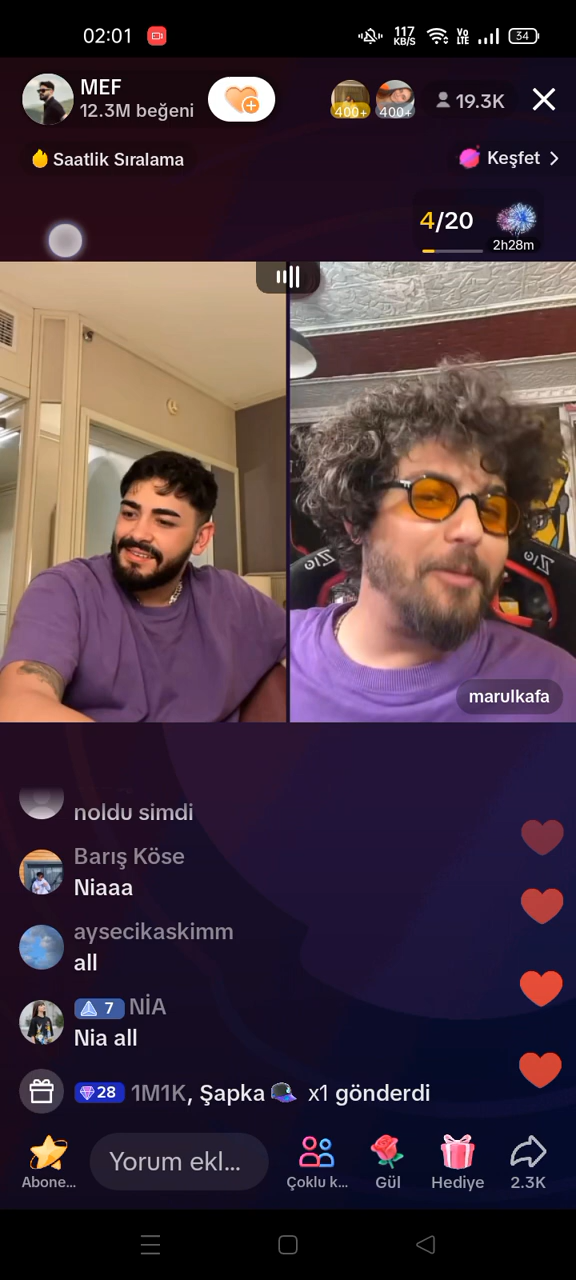 02:01
117
KB/S
Vo
LTE
34
MEF
12.3M beğeni
400+
400+
19.3K
Saatlik Sıralama
Keşfet
4/20
2h28m
marulkafa
noldu simdi
Barış Köse
Niaaa
aysecikaskimm
all
7 NİA
Nia all
28 1M1K, Şapka x1 gönderdi
Abone...
Yorum ekl...
Çoklu k...
Gül
Hediye
2.3K